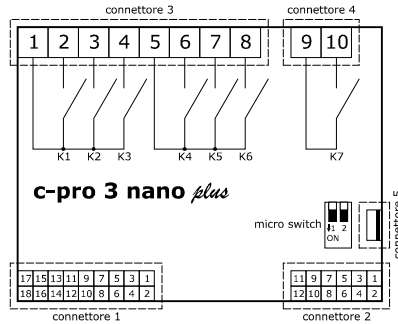 connettore 3 connettore 4
1 2 3 4 5 6 7 8 9 10
K1 K2 K3 K4 K5 K6 K7
c-pro 3 nano plus
micro switch
1 2
ON
connettore 5
17 15 13 11 9 7 5 3 1 11 9 7 5 3 1
18 16 14 12 10 8 6 4 2 12 10 8 6 4 2
connettore 1 connettore 2